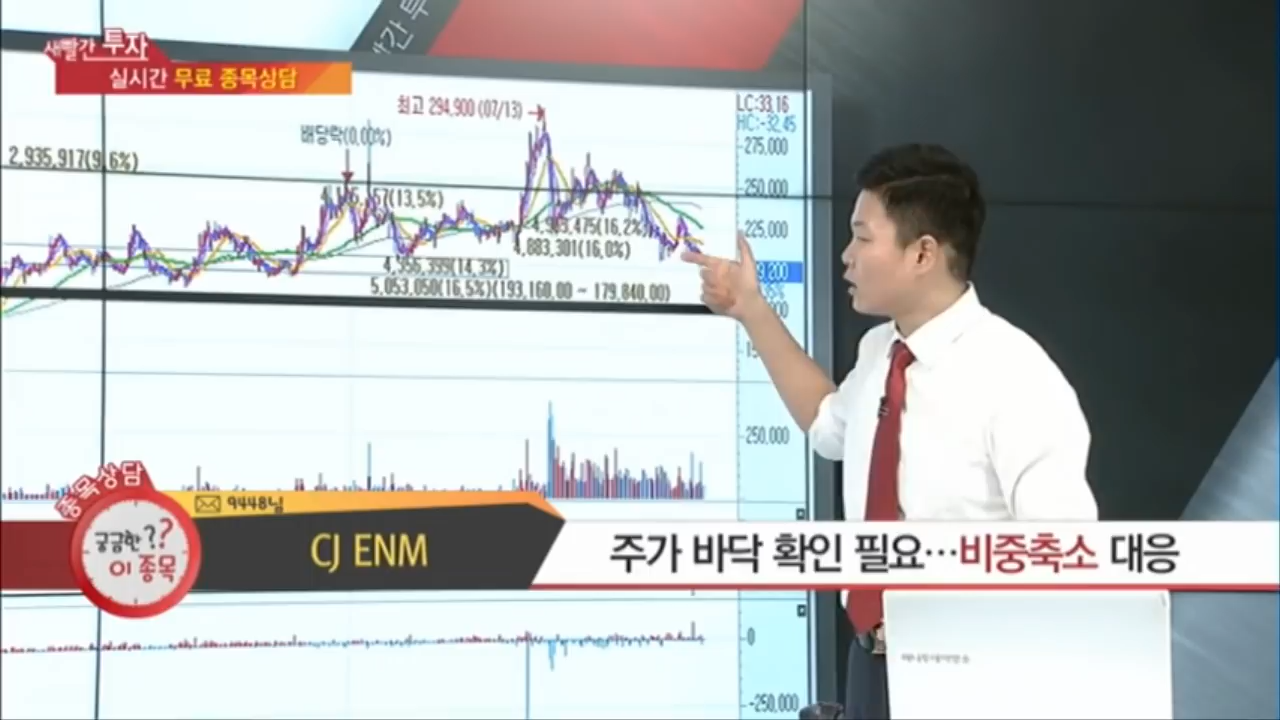 새빨간 투자
실시간 무료 종목상담
최고 294,900 (07/13)
배당락(0,00%)
2,935,917(9,6%)
4,883,301(16,0%)
4,556,399(14,3%)
5,053,050(16,5%)(193,160,00 ~ 179,840,00)
LC:33,16
HC:-32,45
275,000
250,000
225,000
250,000
0
-250,000
종목상담
궁금한??
이 종목
9448님
CJ ENM
주가 바닥 확인 필요…비중축소 대응